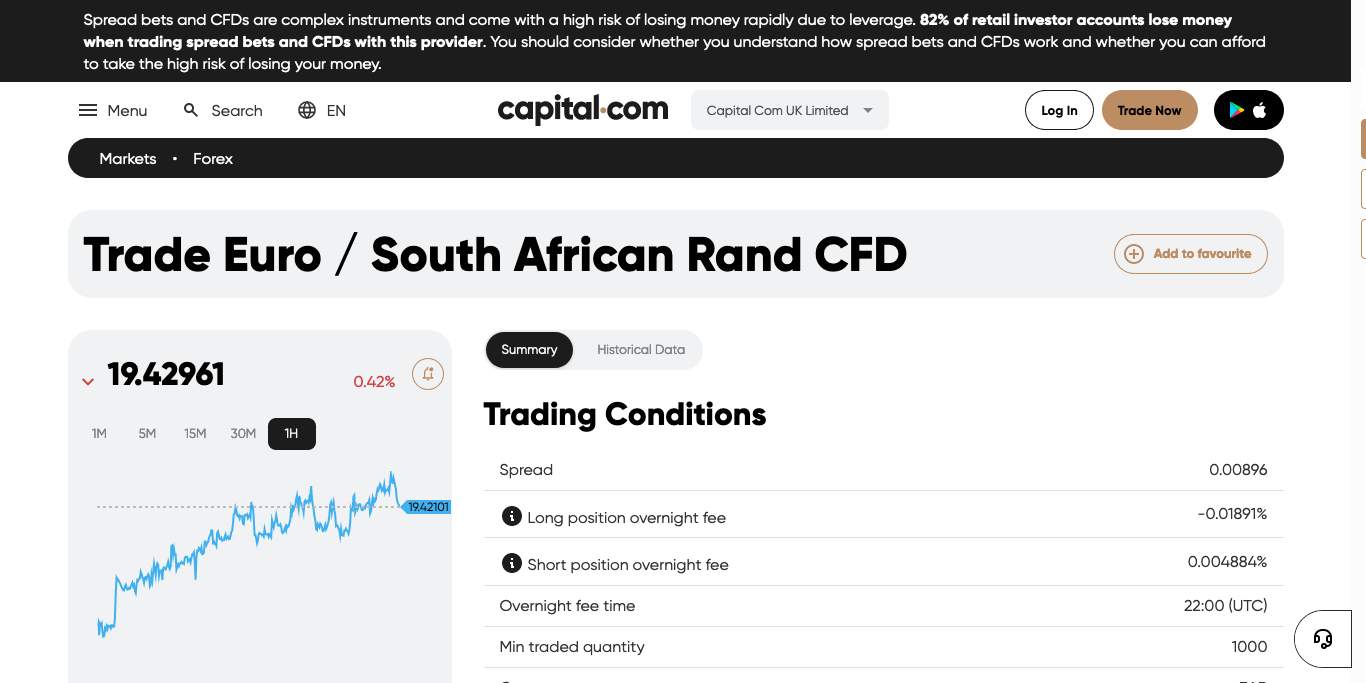 Spread bets and CFDs are complex instruments and come with a high risk of losing money rapidly due to leverage. 82% of retail investor accounts lose money
when trading spread bets and CFDs with this provider. You should consider whether you understand how spread bets and CFDs work and whether you can afford
to take the high risk of losing your money.
Menu Search EN capital.com Capital Com UK Limited Log In Trade Now
Markets • Forex
Trade Euro / South African Rand CFD Add to favourite
19.42961 0.42%
1M 5M 15M 30M 1H
19.42101
Summary Historical Data
Trading Conditions
Spread 0.00896
Long position overnight fee -0.01891%
Short position overnight fee 0.004884%
Overnight fee time 22:00 (UTC)
Min traded quantity 1000